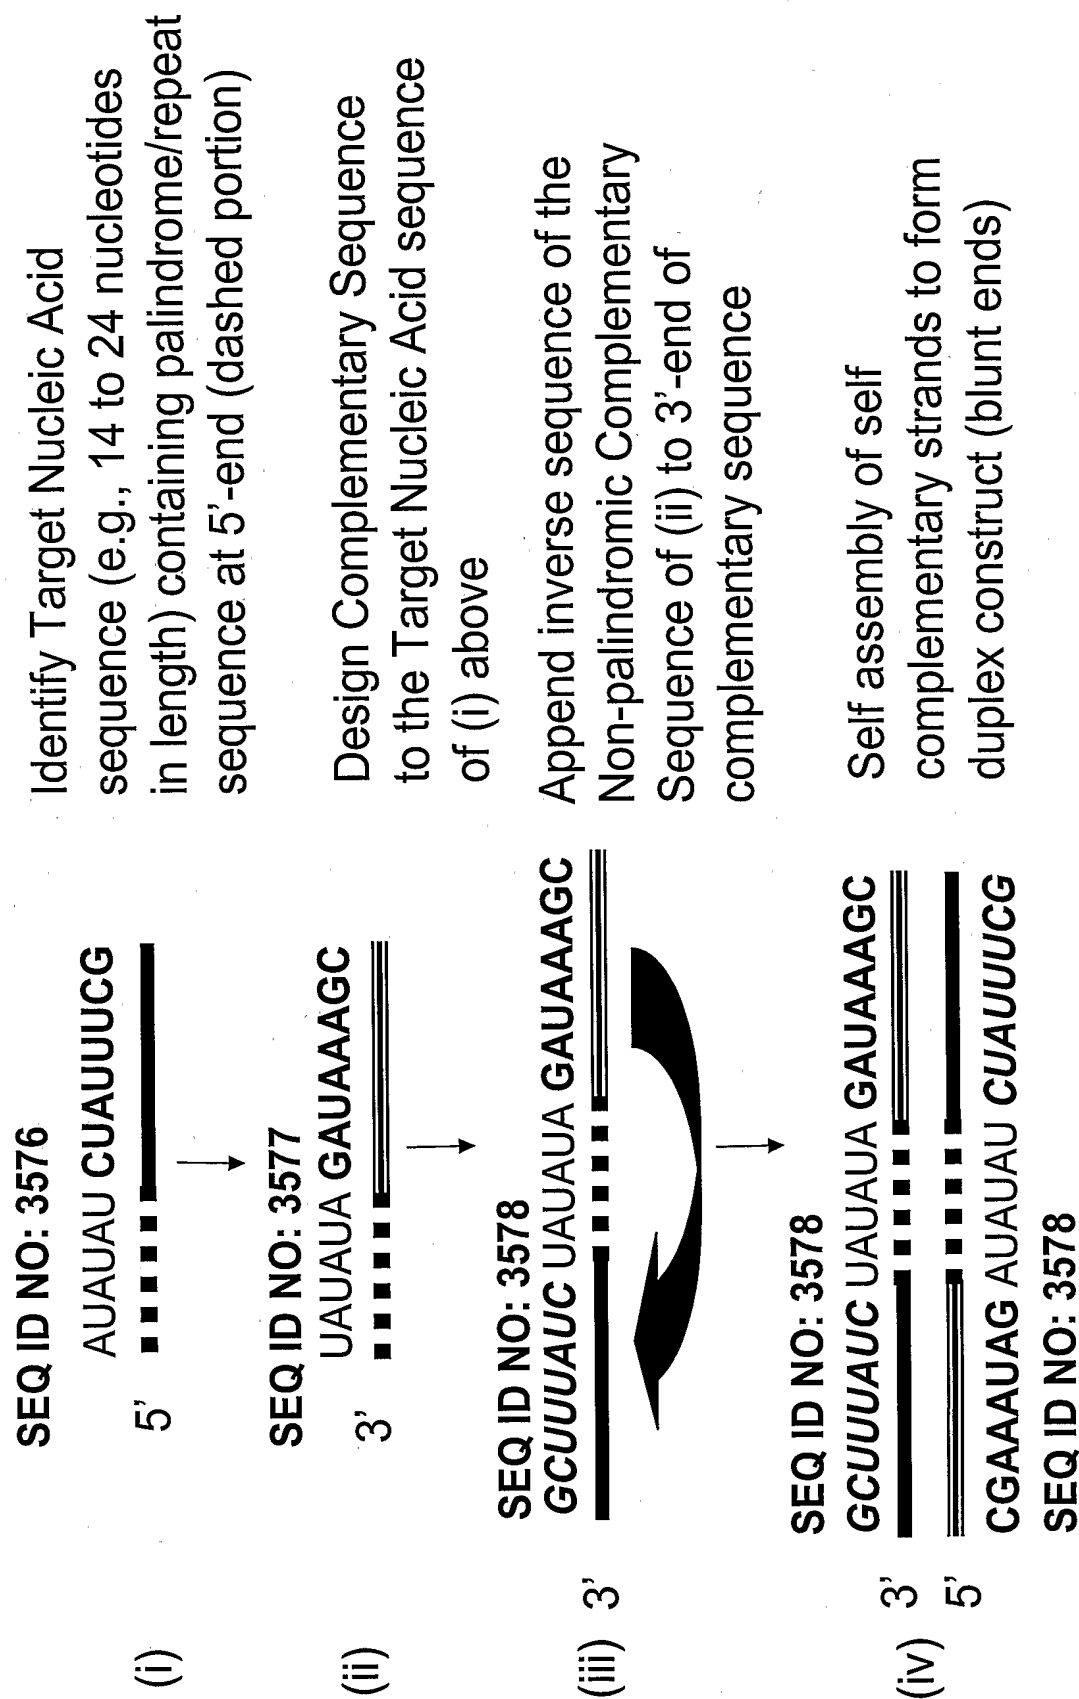 SEQ ID NO: 3576
AUAUAU CUAUUUCG
(i)
5'
Identify Target Nucleic Acid
sequence (e.g., 14 to 24 nucleotides
in length) containing palindrome/repeat
sequence at 5'-end (dashed portion)
SEQ ID NO: 3577
UAUAUA GAUAAAGC
(ii)
3'
Design Complementary Sequence
to the Target Nucleic Acid sequence
of (i) above
SEQ ID NO: 3578
GCUUUAUC UAUAUA GAUAAAGC
(iii)
3'
Append inverse sequence of the
Non-palindromic Complementary
Sequence of (ii) to 3'-end of
complementary sequence
SEQ ID NO: 3578
GCUUUAUC UAUAUA GAUAAAGC
(iv)
3'
5'
CGAAAUAG AUAUAU CUAUUUCG
SEQ ID NO: 3578
Self assembly of self
complementary strands to form
duplex construct (blunt ends)